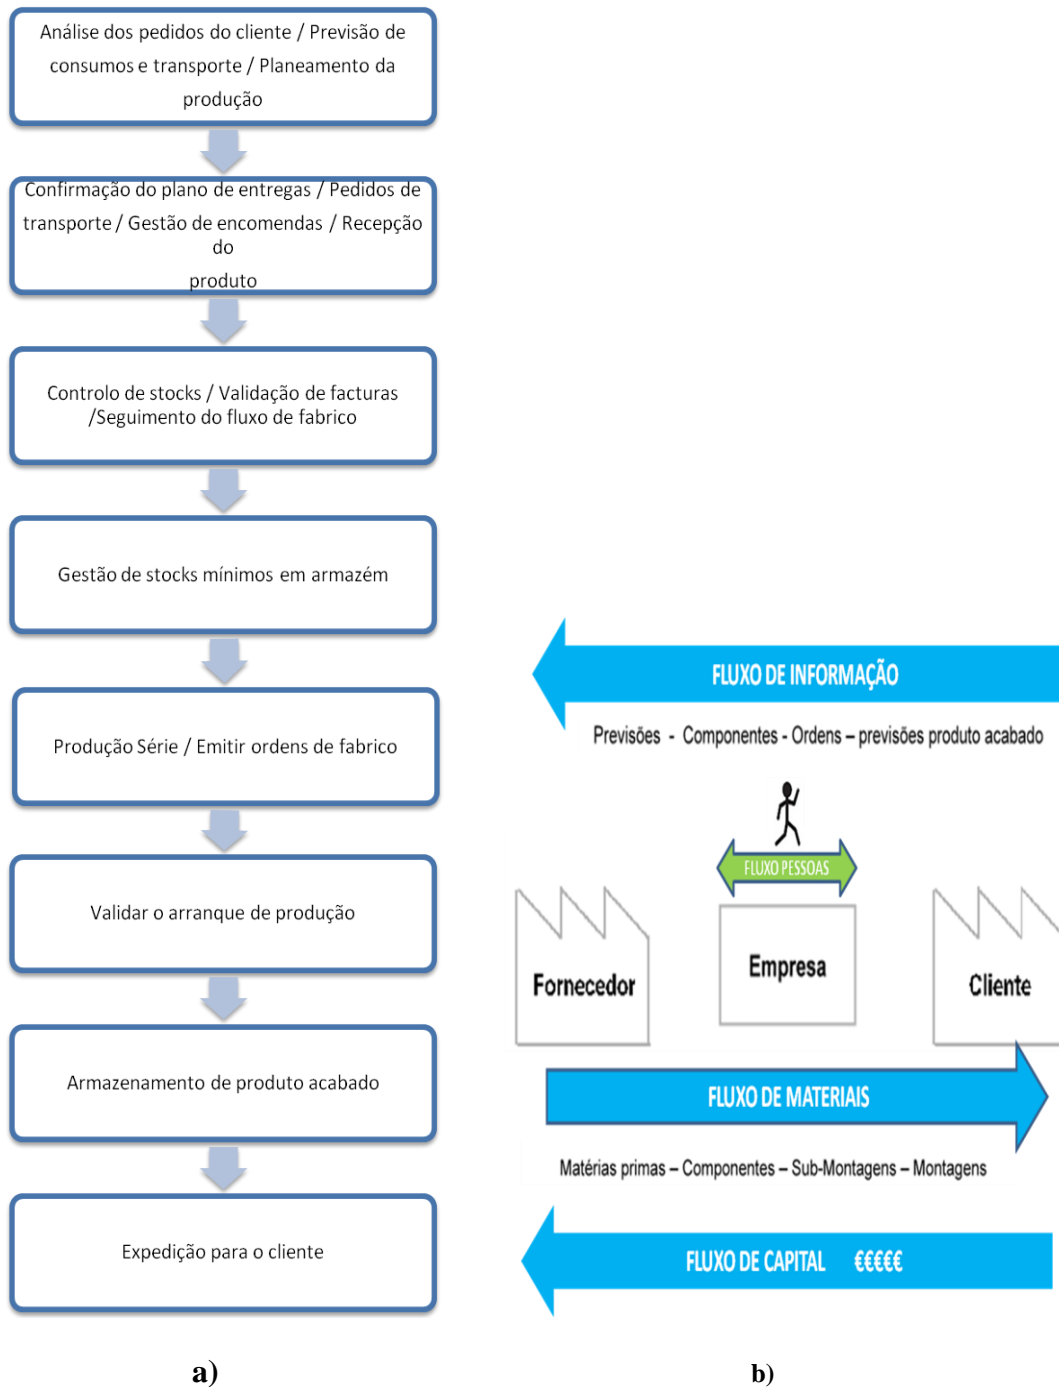 Análise dos pedidos do cliente / Previsão de
consumos e transporte / Planeamento da
produção
Confirmação do plano de entregas / Pedidos de
transporte / Gestão de encomendas / Recepção
do
produto
Controlo de stocks / Validação de facturas
/Seguimento do fluxo de fabrico
Gestão de stocks mínimos em armazém
Produção Série / Emitir ordens de fabrico
Validar o arranque de produção
Armazenamento de produto acabado
Expedição para o cliente
a)
FLUXO DE INFORMAÇÃO
Previsões - Componentes - Ordens – previsões produto acabado
FLUXO PESSOAS
Fornecedor
Empresa
Cliente
FLUXO DE MATERIAIS
Matérias primas – Componentes – Sub-Montagens – Montagens
FLUXO DE CAPITAL €€€€€
b)